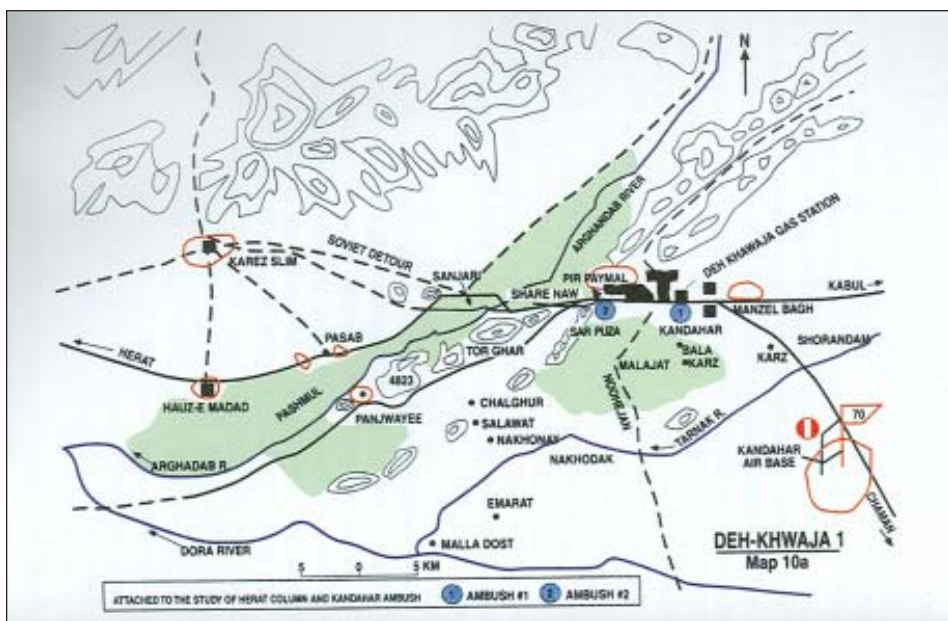 N
ARGHANDAB RIVER
DEH KHAWAJA GAS STATION
SOVIET DETOUR
KAREZ SLIM
SANJARI
PIR PAYMAL
SHARE NAW
KABUL
MANZEL BAGH
2
1
SAR PUZA
KANDAHAR
PASAB
HERAT
TOR GHAR
SHORANDAM
BALA
KARZ
KARZ
MALAJAT
4823
HAUZ-E MADAD
PASHMUL
PANJWAYEE
CHALGHUR
SALAWAT
NAKHONAY
TARNAK R.
70
KANDAHAR
AIR BASE
ARGHADAB R
NAKHODAK
CHAMAN
EMARAT
DORA RIVER
MALLA DOST
DEH-KHWAJA 1
Map 10a
5 0 5 KM
ATTACHED TO THE STUDY OF HERAT COLUMN AND KANDAHAR AMBUSH 1 AMBUSH #1 2 AMBUSH #2